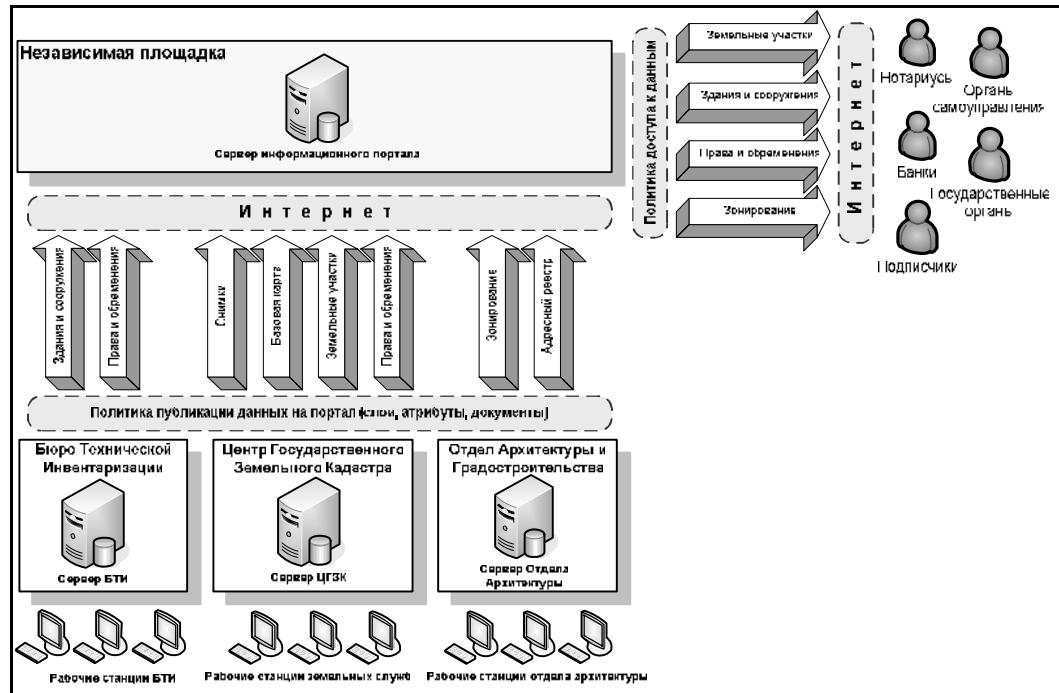 Независимая площадка
Сервер информационного портала
Интернет
Политика доступа к данным
Земельные участки
Здания и сооружения
Права и обременения
Зонирование
Интернет
Нотариусы
Органы
самоуправления
Банки
Государственные
органы
Подписчики
Здания и сооружения
Права и обременения
Снимки
Базовая карта
Земельные участки
Права и обременения
Зонирование
Адресный реестр
Политика публикации данных на портал (слои, атрибуты, документы)
Бюро Технической
Инвентаризации
Сервер БТИ
Центр Государственного
Земельного Кадастра
Сервер ЦГЗК
Отдел Архитектуры и
Градостроительства
Сервер Отдела
Архитектуры
Рабочие станции БТИ
Рабочие станции земельных служб
Рабочие станции отдела архитектуры